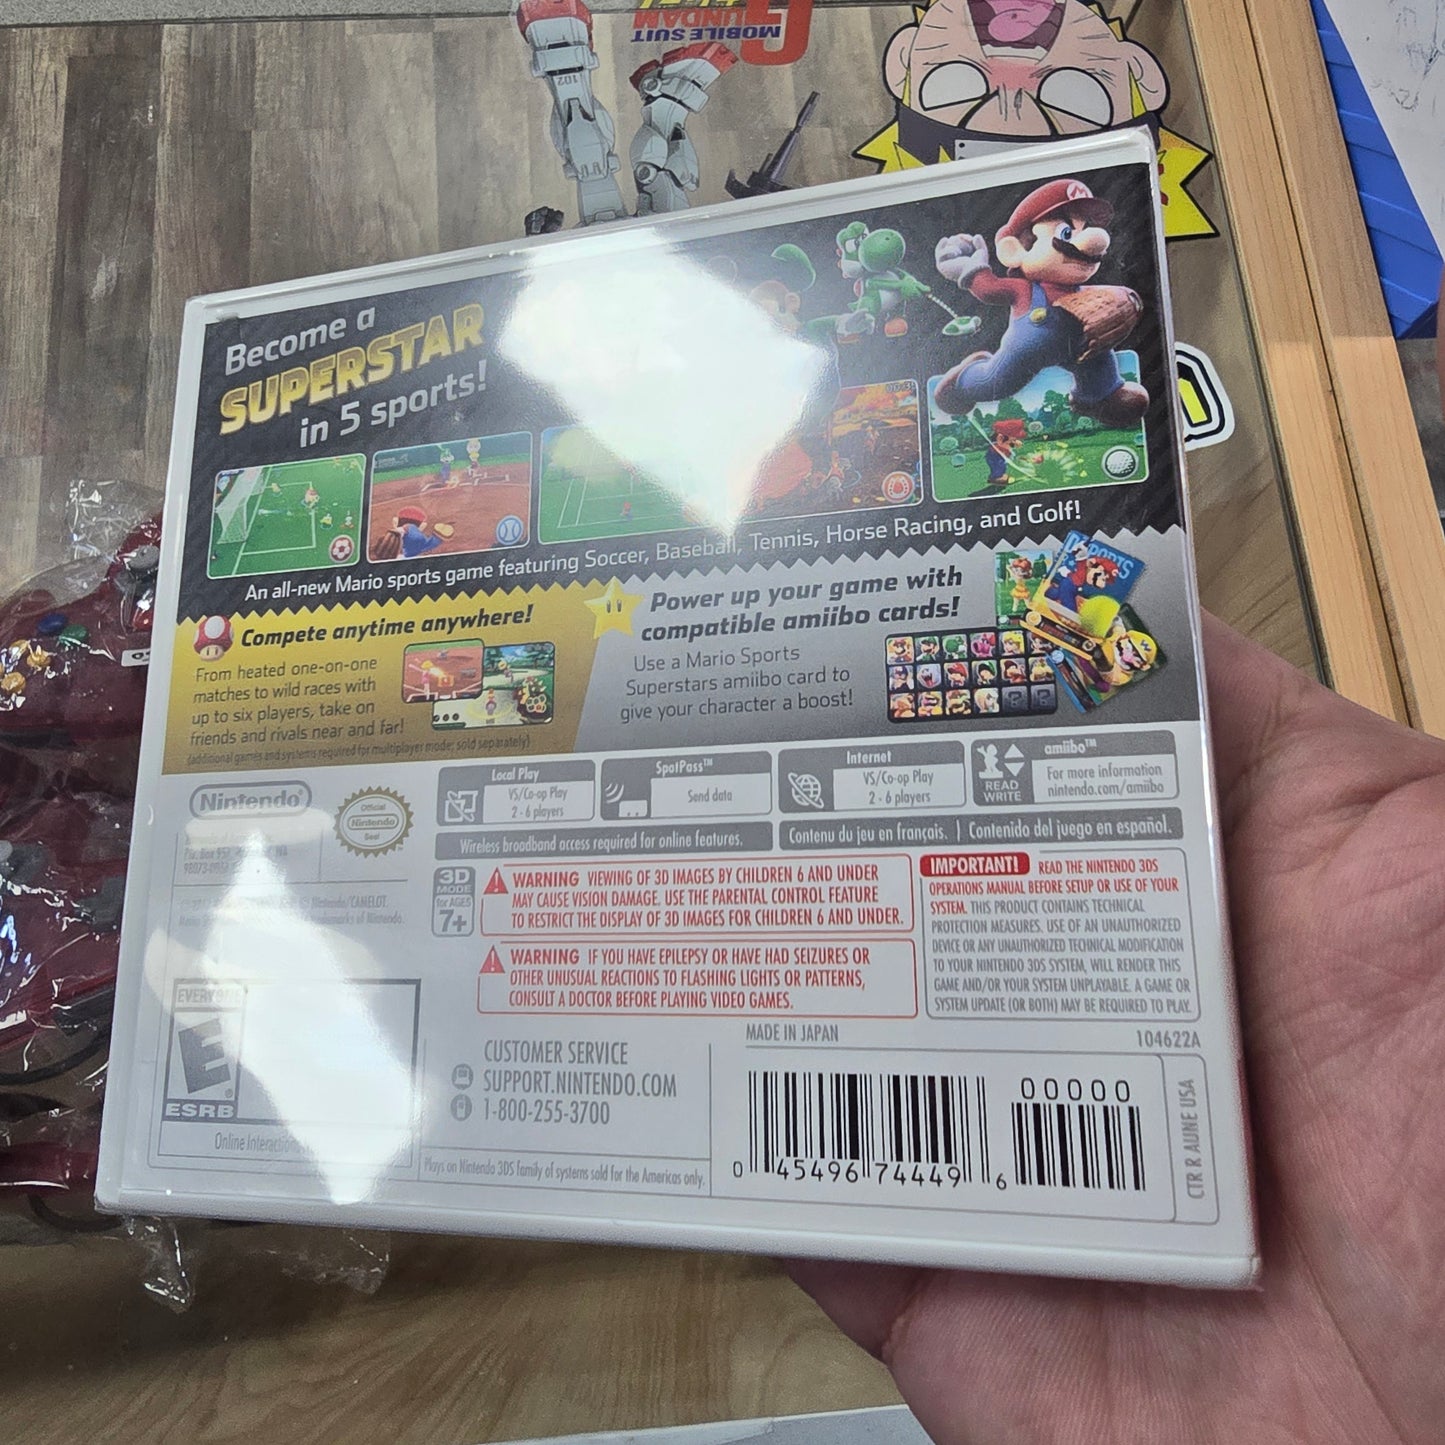 MOBILE SUIT
GUNDAM
102
Become a
SUPERSTAR
in 5 sports!
An all-new Mario sports game featuring Soccer, Baseball, Tennis, Horse Racing, and Golf!
Compete anytime anywhere!
From heated one-on-one
matches to wild races with
up to six players, take on
friends and rivals near and far!
(additional games and systems required for multiplayer mode; sold separately)
Power up your game with
compatible amiibo cards!
Use a Mario Sports
Superstars amiibo card to
give your character a boost!
Nintendo®
Official
Nintendo
Seal
98073-0957
Nintendo/CAMELOT.
of Nintendo.
Local Play
VS/Co-op Play
2 - 6 players
SpotPass™
Send data
Internet
VS/Co-op Play
2 - 6 players
READ
WRITE
amiibo™
For more information
nintendo.com/amiibo
Wireless broadband access required for online features.
Contenu du jeu en français. | Contenido del juego en español.
3D
MODE
for AGES
7+
WARNING VIEWING OF 3D IMAGES BY CHILDREN 6 AND UNDER
MAY CAUSE VISION DAMAGE. USE THE PARENTAL CONTROL FEATURE
TO RESTRICT THE DISPLAY OF 3D IMAGES FOR CHILDREN 6 AND UNDER.
WARNING IF YOU HAVE EPILEPSY OR HAVE HAD SEIZURES OR
OTHER UNUSUAL REACTIONS TO FLASHING LIGHTS OR PATTERNS,
CONSULT A DOCTOR BEFORE PLAYING VIDEO GAMES.
IMPORTANT! READ THE NINTENDO 3DS
OPERATIONS MANUAL BEFORE SETUP OR USE OF YOUR
SYSTEM. THIS PRODUCT CONTAINS TECHNICAL
PROTECTION MEASURES. USE OF AN UNAUTHORIZED
DEVICE OR ANY UNAUTHORIZED TECHNICAL MODIFICATION
TO YOUR NINTENDO 3DS SYSTEM, WILL RENDER THIS
GAME AND/OR YOUR SYSTEM UNPLAYABLE. A GAME OR
SYSTEM UPDATE (OR BOTH) MAY BE REQUIRED TO PLAY.
EVERYONE
E
ESRB
Online Interactio
CUSTOMER SERVICE
SUPPORT.NINTENDO.COM
1-800-255-3700
Plays on Nintendo 3DS family of systems sold for the Americas only.
MADE IN JAPAN
104622A
00000
0 45496 74449 6
CTR R AUNE USA